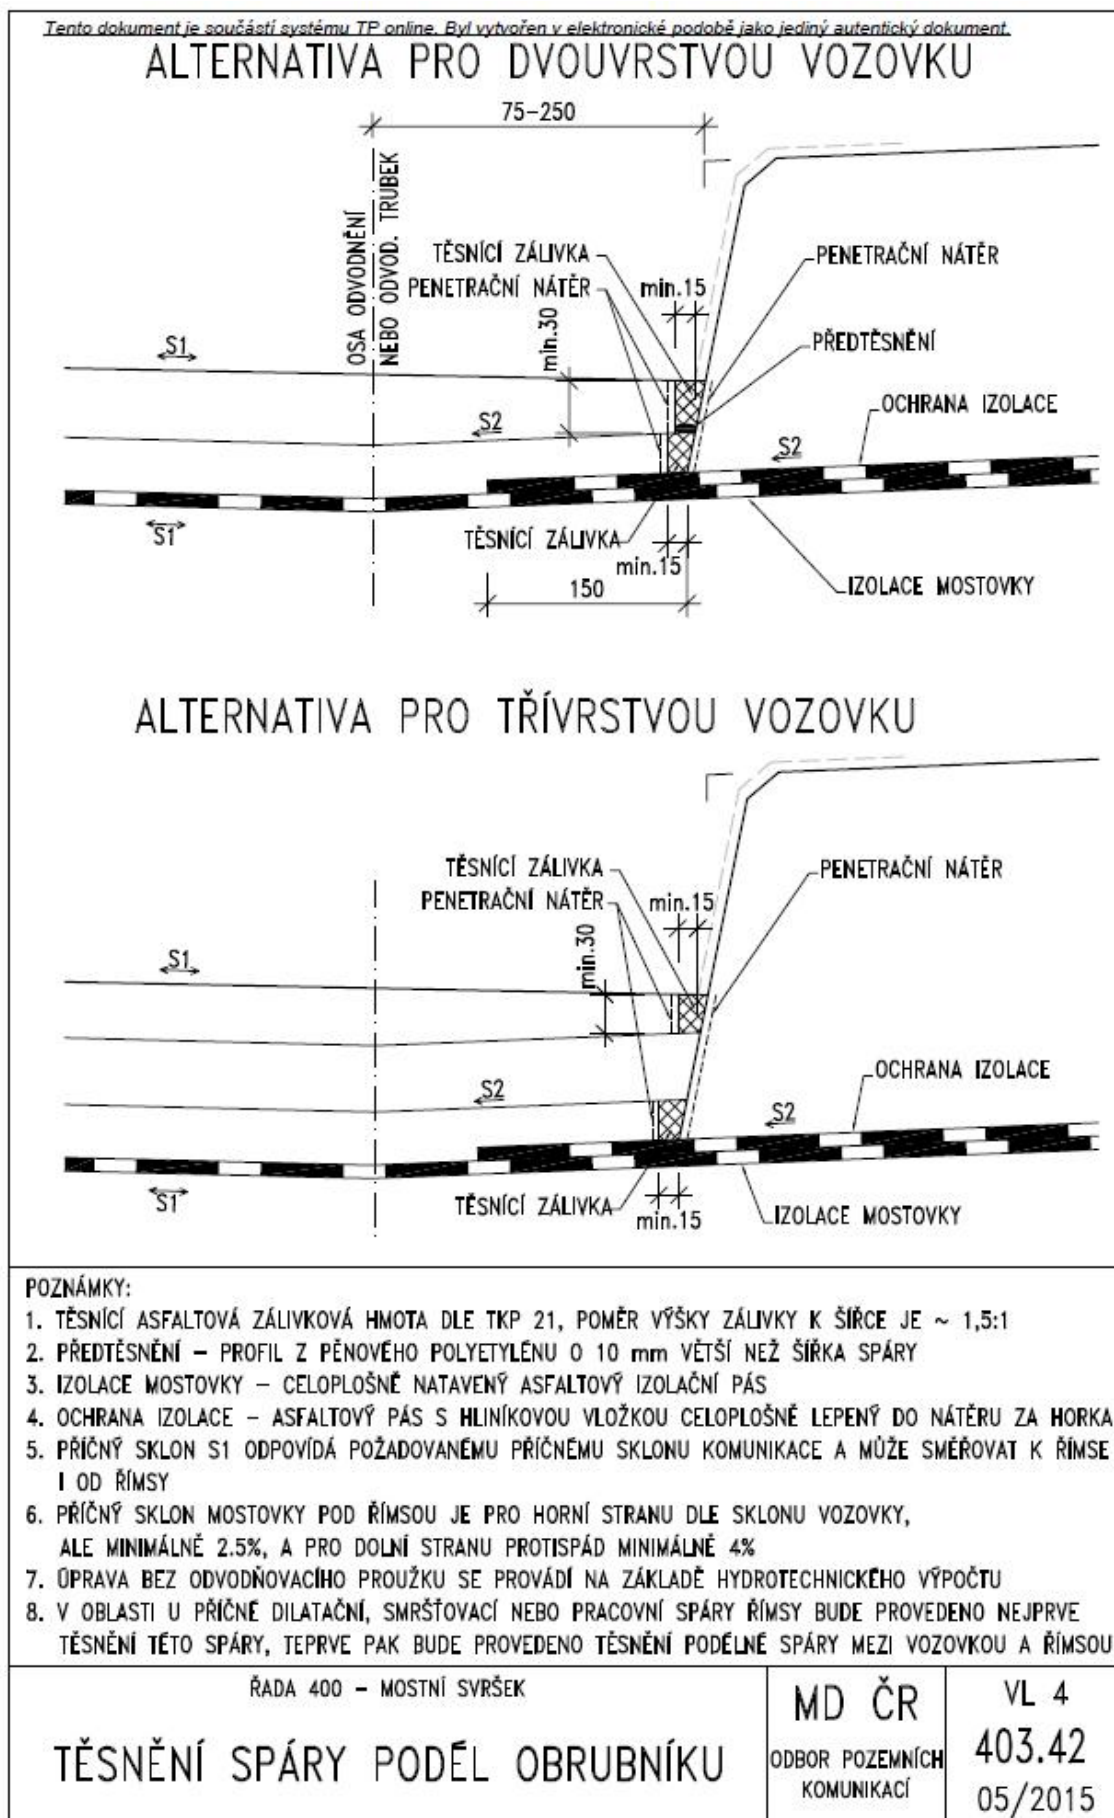 Tento dokument je součástí systému TP online. Byl vytvořen v elektronické podobě jako jediný autentický dokument.
ALTERNATIVA PRO DVOUVRSTVOU VOZOVKU
75-250
OSA ODVODNĚNÍ
NEBO ODVOD. TRUBEK
TĚSNÍCÍ ZÁLIVKA
PENETRAČNÍ NÁTĚR
min.15
PENETRAČNÍ NÁTĚR
min.30
PŘEDTĚSNĚNÍ
S1
OCHRANA IZOLACE
S2
S2
S1
TĚSNÍCÍ ZÁLIVKA
min.15
150
IZOLACE MOSTOVKY
ALTERNATIVA PRO TŘÍVRSTVOU VOZOVKU
TĚSNÍCÍ ZÁLIVKA
PENETRAČNÍ NÁTĚR
min.15
PENETRAČNÍ NÁTĚR
min.30
S1
OCHRANA IZOLACE
S2
S2
S1
TĚSNÍCÍ ZÁLIVKA
min.15
IZOLACE MOSTOVKY
POZNÁMKY:
1. TĚSNÍCÍ ASFALTOVÁ ZÁLIVKOVÁ HMOTA DLE TKP 21, POMĚR VÝŠKY ZÁLIVKY K ŠÍŘCE JE ~ 1,5:1
2. PŘEDTĚSNĚNÍ - PROFIL Z PĚNOVÉHO POLYETYLÉNU O 10 mm VĚTŠÍ NEŽ ŠÍŘKA SPÁRY
3. IZOLACE MOSTOVKY - CELOPLOŠNĚ NATAVENÝ ASFALTOVÝ IZOLAČNÍ PÁS
4. OCHRANA IZOLACE - ASFALTOVÝ PÁS S HLINÍKOVOU VLOŽKOU CELOPLOŠNĚ LEPENÝ DO NÁTĚRU ZA HORKA
5. PŘÍČNÝ SKLON S1 ODPOVÍDÁ POŽADOVANÉMU PŘÍČNÉMU SKLONU KOMUNIKACE A MŮŽE SMĚŘOVAT K ŘÍMSE
I OD ŘÍMSY
6. PŘÍČNÝ SKLON MOSTOVKY POD ŘÍMSOU JE PRO HORNÍ STRANU DLE SKLONU VOZOVKY,
ALE MINIMÁLNĚ 2.5%, A PRO DOLNÍ STRANU PROTISPÁD MINIMÁLNĚ 4%
7. ÚPRAVA BEZ ODVODŇOVACÍHO PROUŽKU SE PROVÁDÍ NA ZÁKLADĚ HYDROTECHNICKÉHO VÝPOČTU
8. V OBLASTI U PŘÍČNÉ DILATAČNÍ, SMRŠŤOVACÍ NEBO PRACOVNÍ SPÁRY ŘÍMSY BUDE PROVEDENO NEJPRVE
TĚSNĚNÍ TÉTO SPÁRY, TEPRVE PAK BUDE PROVEDENO TĚSNĚNÍ PODÉLNÉ SPÁRY MEZI VOZOVKOU A ŘÍMSOU
ŘADA 400 - MOSTNÍ SVRŠEK
TĚSNĚNÍ SPÁRY PODÉL OBRUBNÍKU
MD ČR
ODBOR POZEMNÍCH
KOMUNIKACÍ
VL 4
403.42
05/2015